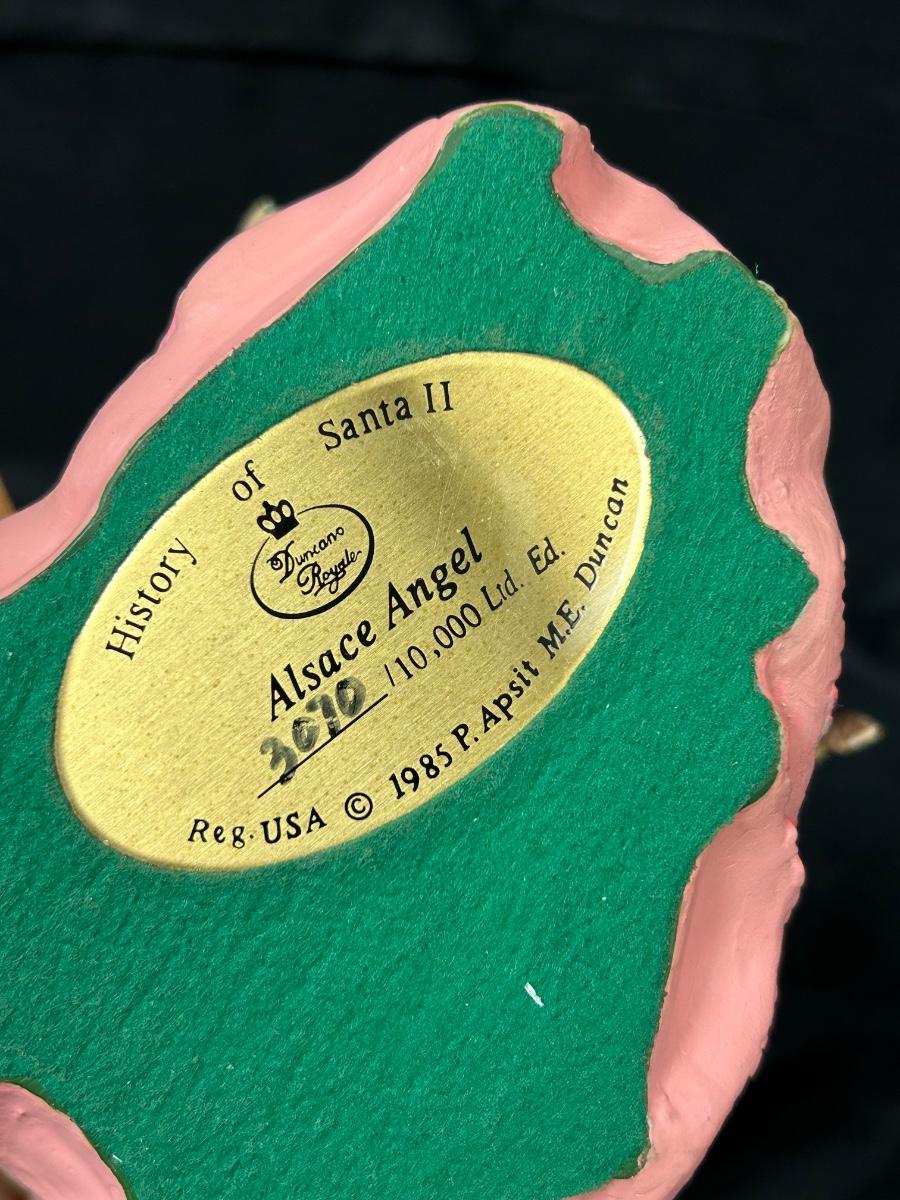 History of Santa II
Duncan
Royale
Alsace Angel
3070/10,000 Ltd. Ed.
Reg. USA © 1985 P. Apsit M.E. Duncan